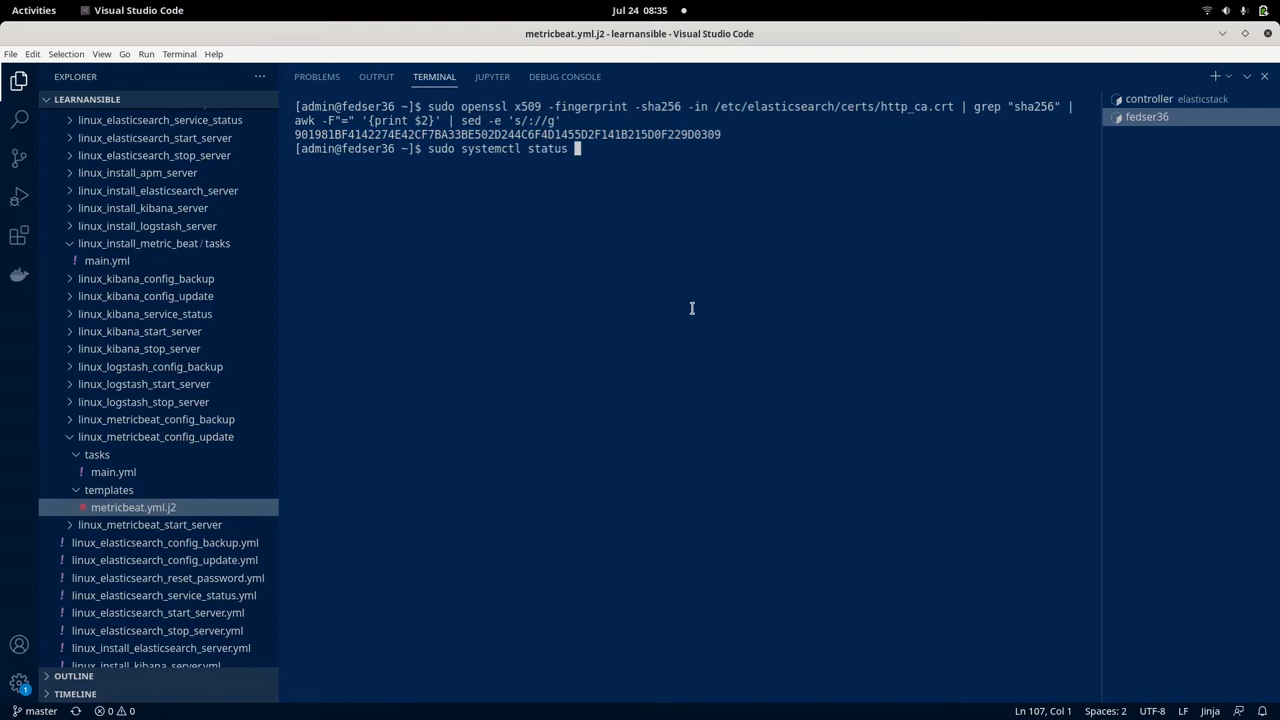 Activities
Visual Studio Code
Jul 24 08:35
metricbeat.yml.j2 - learnansible - Visual Studio Code
File Edit Selection View Go Run Terminal Help
EXPLORER
LEARNANSIBLE
linux_elasticsearch_service_status
linux_elasticsearch_start_server
linux_elasticsearch_stop_server
linux_install_apm_server
linux_install_elasticsearch_server
linux_install_kibana_server
linux_install_logstash_server
linux_install_metric_beat / tasks
! main.yml
linux_kibana_config_backup
linux_kibana_config_update
linux_kibana_service_status
linux_kibana_start_server
linux_kibana_stop_server
linux_logstash_config_backup
linux_logstash_start_server
linux_logstash_stop_server
linux_metricbeat_config_backup
linux_metricbeat_config_update
tasks
! main.yml
templates
metricbeat.yml.j2
linux_metricbeat_start_server
! linux_elasticsearch_config_backup.yml
! linux_elasticsearch_config_update.yml
! linux_elasticsearch_reset_password.yml
! linux_elasticsearch_service_status.yml
! linux_elasticsearch_start_server.yml
! linux_elasticsearch_stop_server.yml
! linux_install_elasticsearch_server.yml
! linux_install_kibana_server.yml
OUTLINE
TIMELINE
PROBLEMS OUTPUT TERMINAL JUPYTER DEBUG CONSOLE
[admin@fedser36 ~]$ sudo openssl x509 -fingerprint -sha256 -in /etc/elasticsearch/certs/http_ca.crt | grep "sha256" |
awk -F"=" '{print $2}' | sed -e 's/://g'
901981BF4142274E42CF7BA33BE502D244C6F4D1455D2F141B215D0F229D0309
[admin@fedser36 ~]$ sudo systemctl status
controller elasticstack
fedser36
1
master
0 0
Ln 107, Col 1
Spaces: 2
UTF-8
LF
Jinja